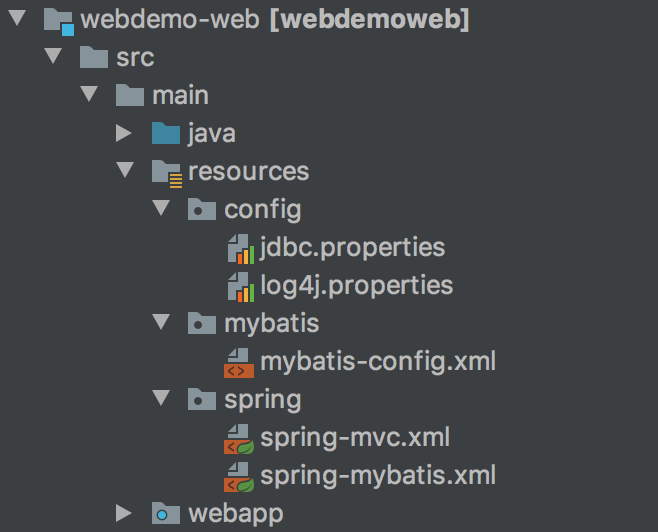 webdemo-web [webdemoweb]
src
main
java
resources
config
jdbc.properties
log4j.properties
mybatis
mybatis-config.xml
spring
spring-mvc.xml
spring-mybatis.xml
webapp